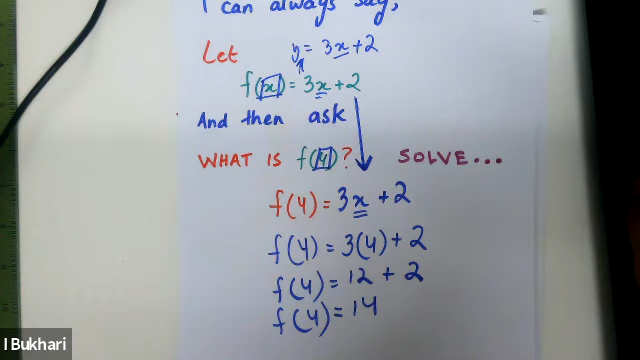 I can always say,
Let y = 3x + 2
f(x) = 3x + 2
And then ask
WHAT IS f(4)? SOLVE...
f(4) = 3x + 2
f(4) = 3(4) + 2
f(4) = 12 + 2
f(4) = 14
I Bukhari